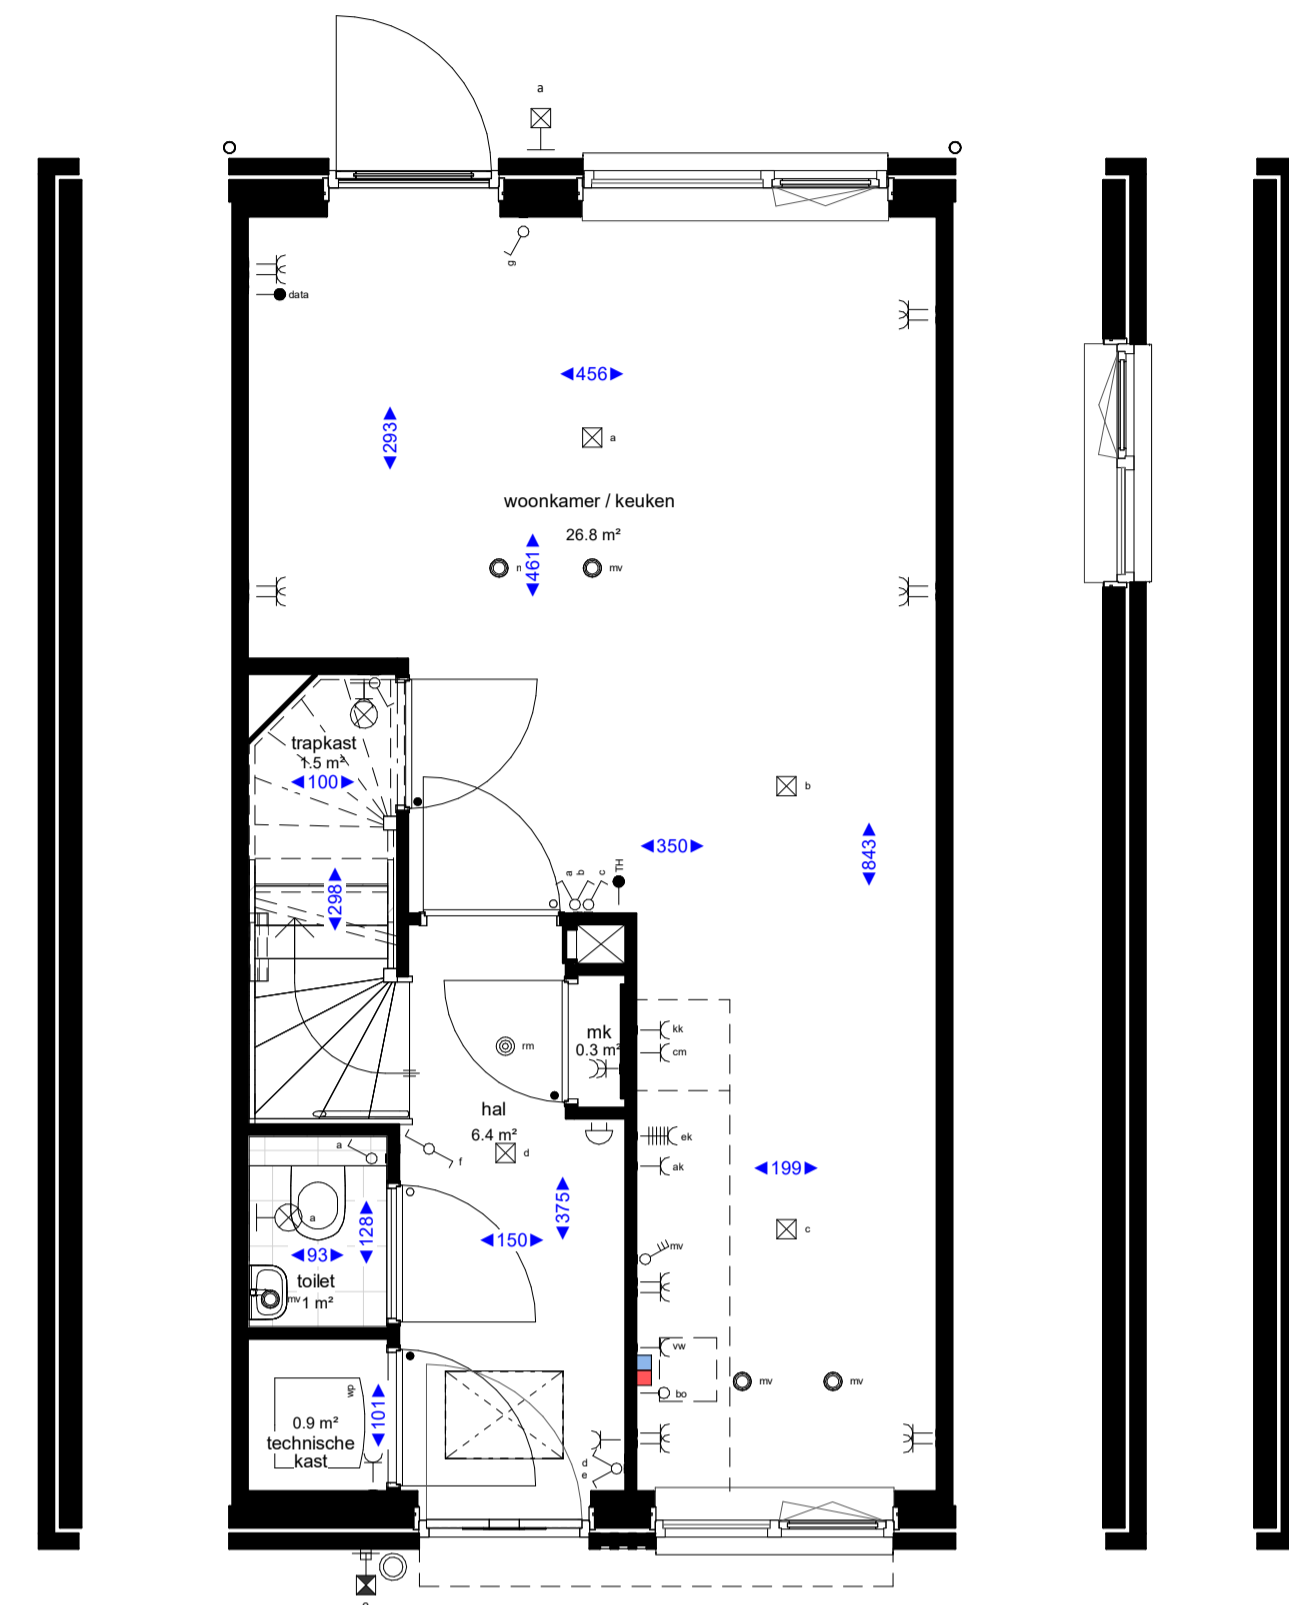 a
g
data
456
293
a
woonkamer / keuken
26.8 m²
461
mv
trapkast
1.5 m²
100
b
350
843
TH
a
b
c
298
mk
0.3 m²
kk
cm
rm
hal
6.4 m²
d
f
a
ek
ak
199
375
150
128
93
a
toilet
1 m²
mv
c
mv
vw
bo
mv
mv
wp
101
0.9 m²
technische
kast
d
e